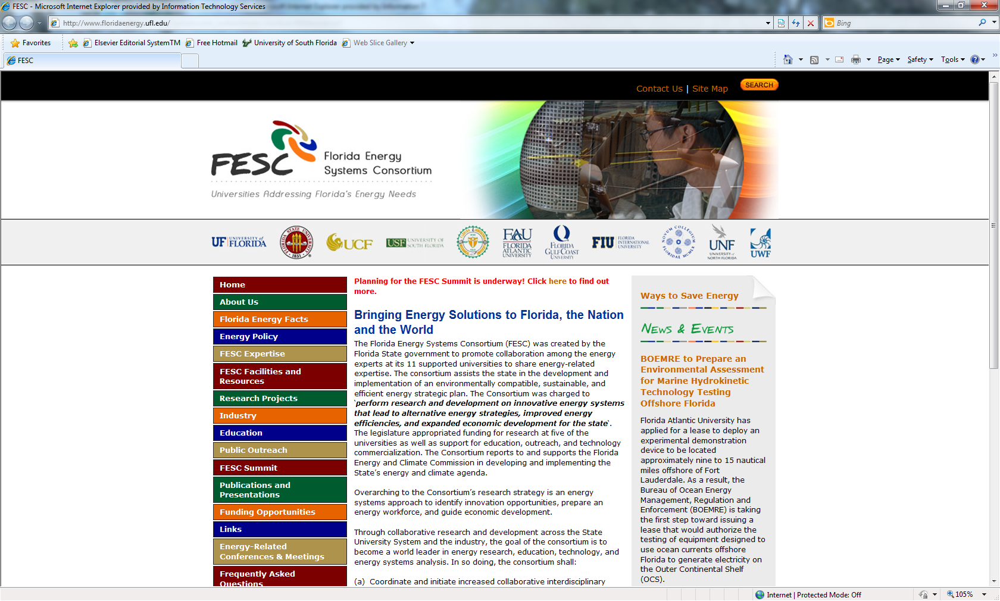 FESC - Microsoft Internet Explorer provided by Information Technology Services
http://www.floridaenergy.ufl.edu/
Bing
Favorites
Elsevier Editorial SystemTM
Free Hotmail
University of South Florida
Web Slice Gallery
FESC
Page
Safety
Tools
Contact Us | Site Map
SEARCH
FESC
Florida Energy
Systems Consortium
Universities Addressing Florida's Energy Needs
UF UNIVERSITY of FLORIDA
FLORIDA STATE UNIVERSITY 1851
UCF
USF UNIVERSITY OF SOUTH FLORIDA
FAU FLORIDA ATLANTIC UNIVERSITY
FLORIDA GULF COAST UNIVERSITY
FIU FLORIDA INTERNATIONAL UNIVERSITY
NOVUM COLLEGIUM FLORIDAE MCMLX
UNF UNIVERSITY of NORTH FLORIDA
UWF
Home
About Us
Florida Energy Facts
Energy Policy
FESC Expertise
FESC Facilities and
Resources
Research Projects
Industry
Education
Public Outreach
FESC Summit
Publications and
Presentations
Funding Opportunities
Links
Energy-Related
Conferences & Meetings
Frequently Asked
Questions
Planning for the FESC Summit is underway! Click here to find out
more.
Bringing Energy Solutions to Florida, the Nation
and the World
The Florida Energy Systems Consortium (FESC) was created by the
Florida State government to promote collaboration among the energy
experts at its 11 supported universities to share energy-related
expertise. The consortium assists the state in the development and
implementation of an environmentally compatible, sustainable, and
efficient energy strategic plan. The Consortium was charged to
`perform research and development on innovative energy systems
that lead to alternative energy strategies, improved energy
efficiencies, and expanded economic development for the state`.
The legislature appropriated funding for research at five of the
universities as well as support for education, outreach, and technology
commercialization. The Consortium reports to and supports the Florida
Energy and Climate Commission in developing and implementing the
State's energy and climate agenda.
Overarching to the Consortium's research strategy is an energy
systems approach to identify innovation opportunities, prepare an
energy workforce, and guide economic development.
Through collaborative research and development across the State
University System and the industry, the goal of the consortium is to
become a world leader in energy research, education, technology, and
energy systems analysis. In so doing, the consortium shall:
(a) Coordinate and initiate increased collaborative interdisciplinary
Ways to Save Energy
News & Events
BOEMRE to Prepare an
Environmental Assessment
for Marine Hydrokinetic
Technology Testing
Offshore Florida
Florida Atlantic University has
applied for a lease to deploy an
experimental demonstration
device to be located
approximately nine to 15 nautical
miles offshore of Fort
Lauderdale. As a result, the
Bureau of Ocean Energy
Management, Regulation and
Enforcement (BOEMRE) is taking
the first step toward issuing a
lease that would authorize the
testing of equipment designed to
use ocean currents offshore
Florida to generate electricity on
the Outer Continental Shelf
(OCS).
Internet | Protected Mode: Off
105%